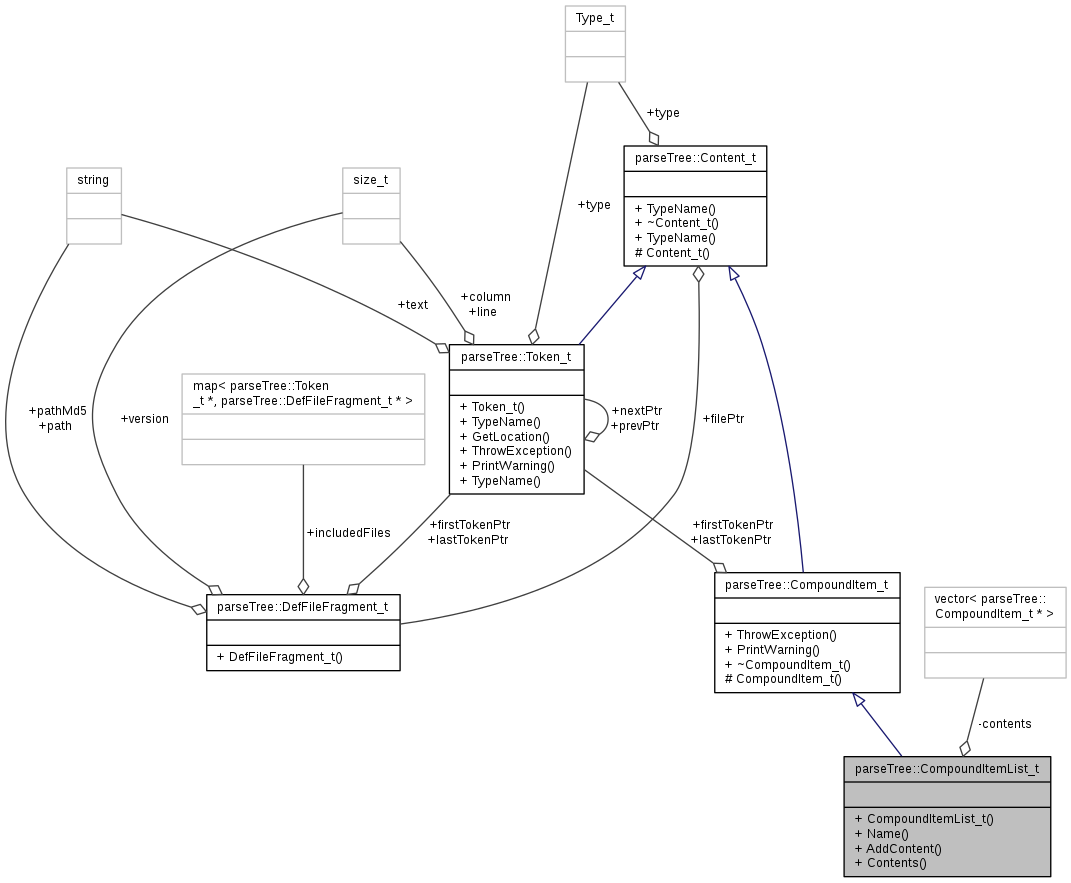 Type_t
+type
parseTree::Content_t
+ TypeName()
+ ~Content_t()
+ TypeName()
# Content_t()
string
size_t
+type
+text
+column
+line
parseTree::Token_t
+ Token_t()
+ TypeName()
+ GetLocation()
+ ThrowException()
+ PrintWarning()
+ TypeName()
map< parseTree::Token
_t *, parseTree::DefFileFragment_t * >
+pathMd5
+path
+version
+nextPtr
+prevPtr
+filePtr
+includedFiles
+firstTokenPtr
+lastTokenPtr
+firstTokenPtr
+lastTokenPtr
parseTree::DefFileFragment_t
+ DefFileFragment_t()
parseTree::CompoundItem_t
+ ThrowException()
+ PrintWarning()
+ ~CompoundItem_t()
# CompoundItem_t()
vector< parseTree::
CompoundItem_t * >
-contents
parseTree::CompoundItemList_t
+ CompoundItemList_t()
+ Name()
+ AddContent()
+ Contents()